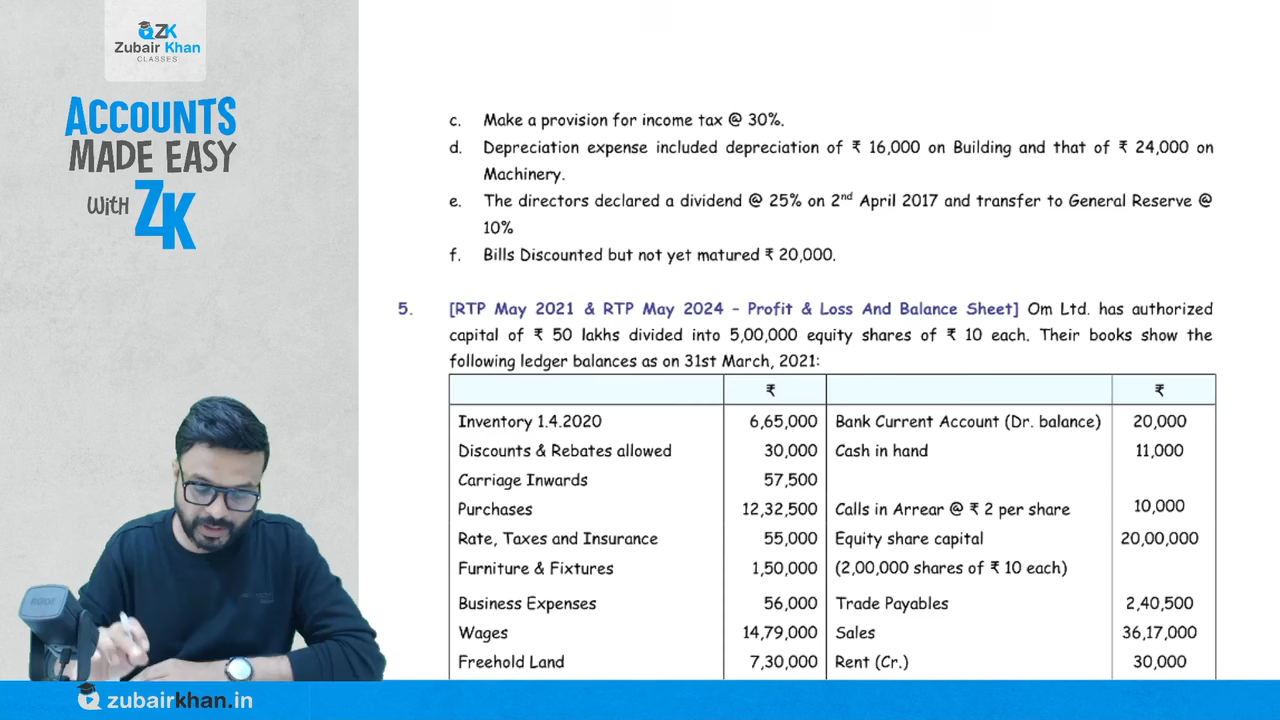 ZK
Zubair Khan
CLASSES
ACCOUNTS
MADE EASY
With ZK
c. Make a provision for income tax @ 30%.
d. Depreciation expense included depreciation of ₹ 16,000 on Building and that of ₹ 24,000 on
Machinery.
e. The directors declared a dividend @ 25% on 2nd April 2017 and transfer to General Reserve @
10%
f. Bills Discounted but not yet matured ₹ 20,000.
5. [RTP May 2021 & RTP May 2024 - Profit & Loss And Balance Sheet] Om Ltd. has authorized
capital of ₹ 50 lakhs divided into 5,00,000 equity shares of ₹ 10 each. Their books show the
following ledger balances as on 31st March, 2021:
₹ ₹
Inventory 1.4.2020 6,65,000 Bank Current Account (Dr. balance) 20,000
Discounts & Rebates allowed 30,000 Cash in hand 11,000
Carriage Inwards 57,500
Purchases 12,32,500 Calls in Arrear @ ₹ 2 per share 10,000
Rate, Taxes and Insurance 55,000 Equity share capital 20,00,000
Furniture & Fixtures 1,50,000 (2,00,000 shares of ₹ 10 each)
Business Expenses 56,000 Trade Payables 2,40,500
Wages 14,79,000 Sales 36,17,000
Freehold Land 7,30,000 Rent (Cr.) 30,000
RODE
zubairkhan.in